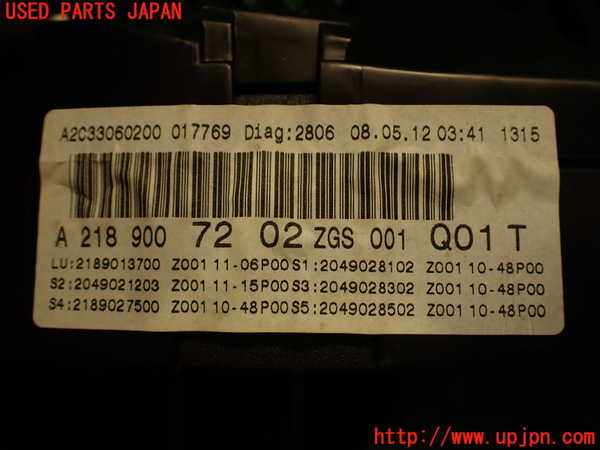 USED PARTS JAPAN
A2C33060200 017769 Diag:2806 08.05.12 03:41 1315
A 218 900 72 02 ZGS 001 Q01 T
LU:2189013700 Z001 11-06P00 S1:2049028102 Z001 10-48P00
S2:2049021203 Z001 11-15P00 S3:2049028302 Z001 10-48P00
S4:2189027500 Z001 10-48P00 S5:2049028502 Z001 10-48P00
UPJ
http://www.upjpn.com/